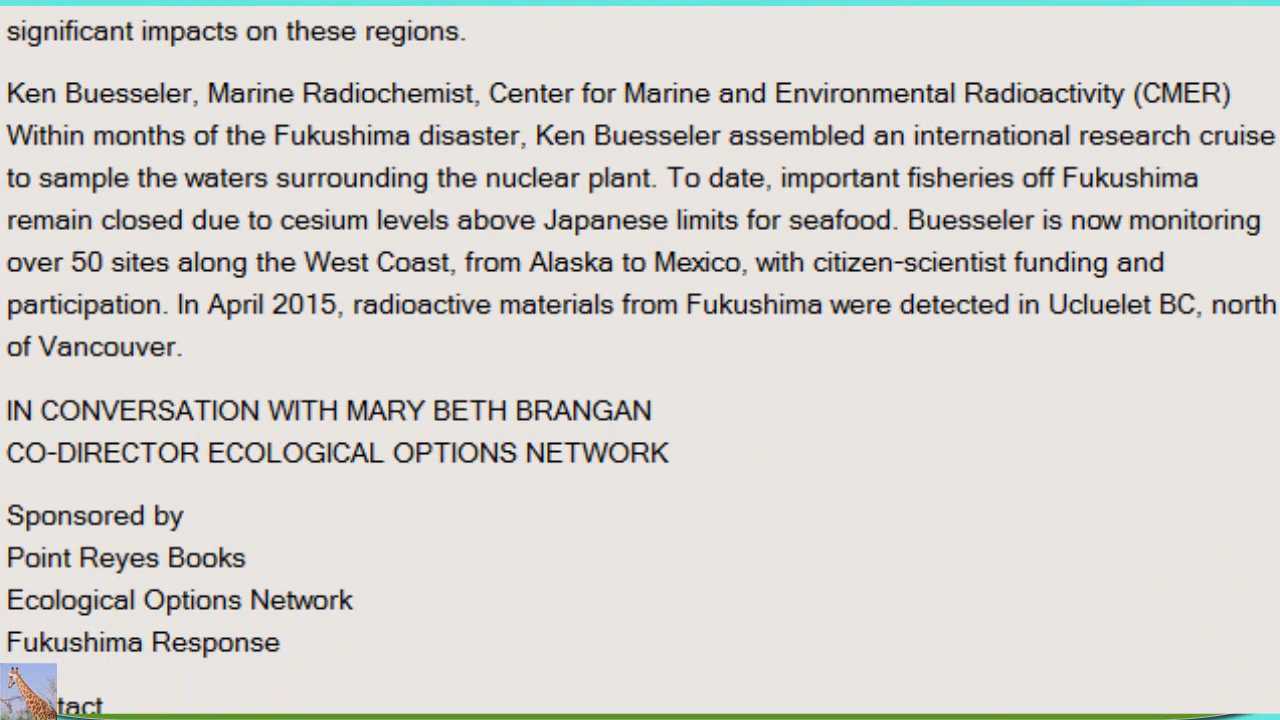 significant impacts on these regions.
Ken Buesseler, Marine Radiochemist, Center for Marine and Environmental Radioactivity (CMER)
Within months of the Fukushima disaster, Ken Buesseler assembled an international research cruise
to sample the waters surrounding the nuclear plant. To date, important fisheries off Fukushima
remain closed due to cesium levels above Japanese limits for seafood. Buesseler is now monitoring
over 50 sites along the West Coast, from Alaska to Mexico, with citizen-scientist funding and
participation. In April 2015, radioactive materials from Fukushima were detected in Ucluelet BC, north
of Vancouver.
IN CONVERSATION WITH MARY BETH BRANGAN
CO-DIRECTOR ECOLOGICAL OPTIONS NETWORK
Sponsored by
Point Reyes Books
Ecological Options Network
Fukushima Response
tact